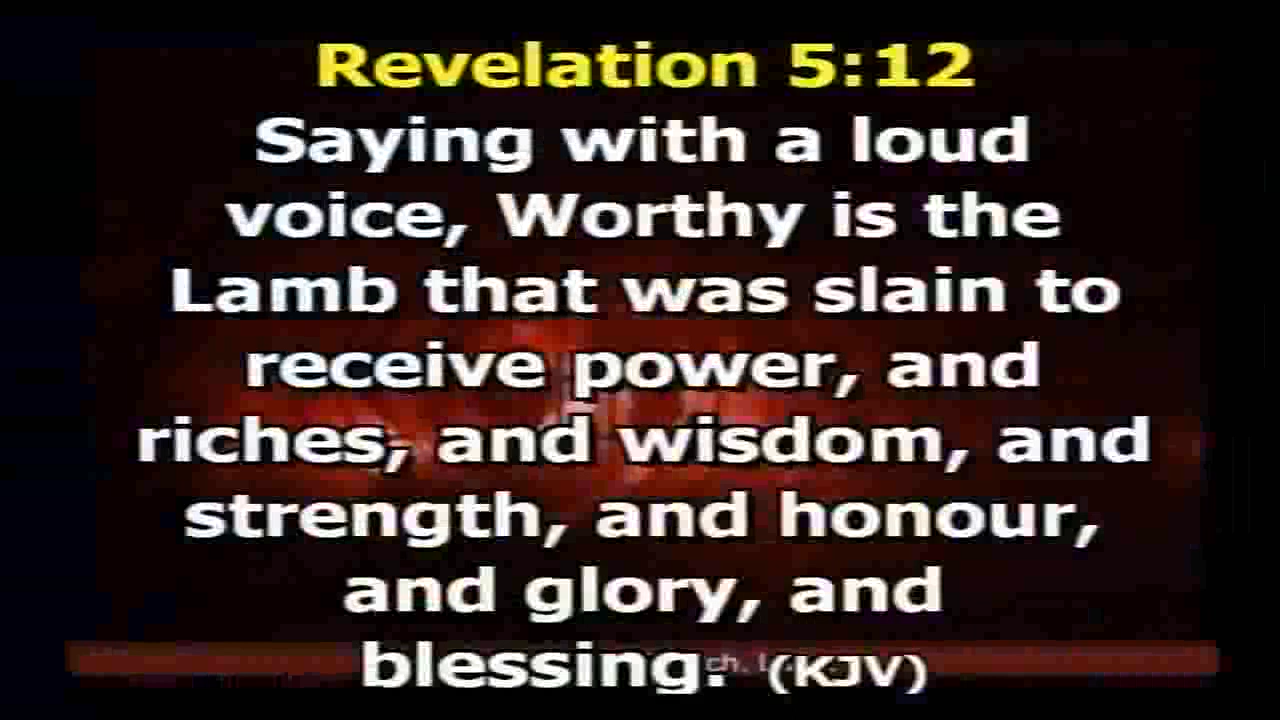 Revelation 5:12
Saying with a loud
voice, Worthy is the
Lamb that was slain to
receive power, and
riches, and wisdom, and
strength, and honour,
and glory, and
blessing. (KJV)